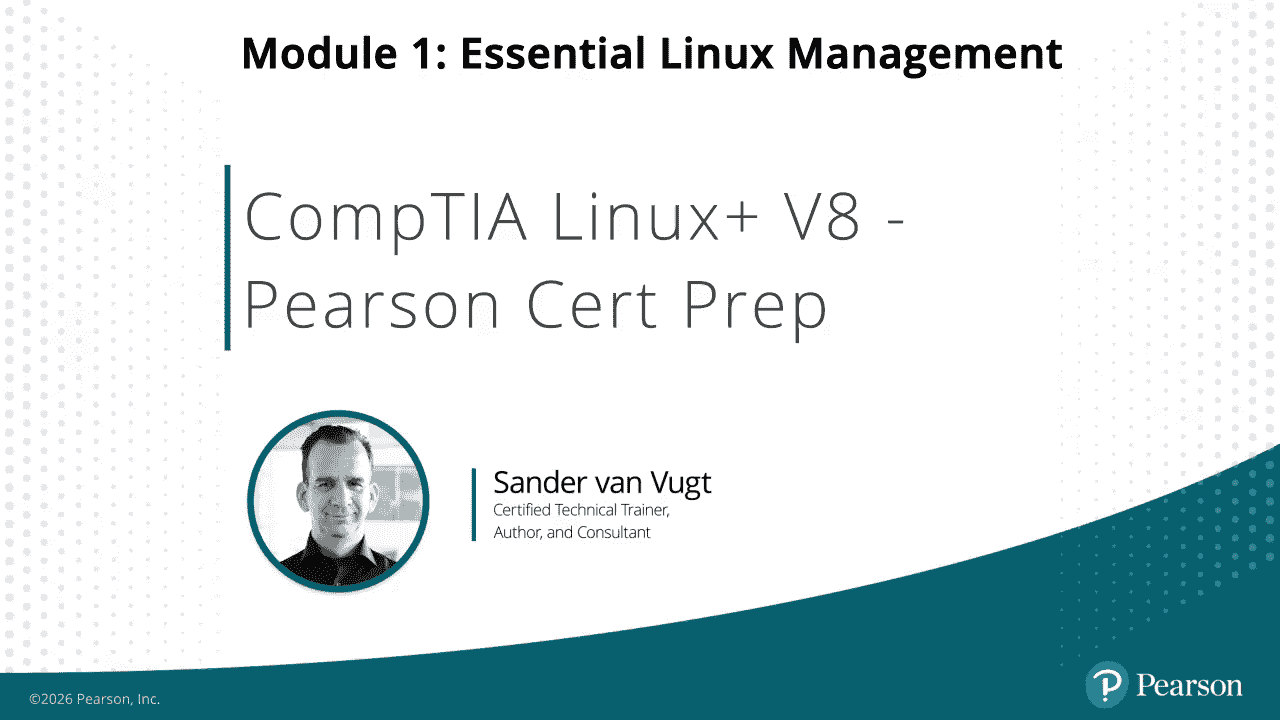 Module 1: Essential Linux Management
CompTIA Linux+ V8 -
Pearson Cert Prep
Sander van Vugt
Certified Technical Trainer,
Author, and Consultant
©2026 Pearson, Inc.
Pearson